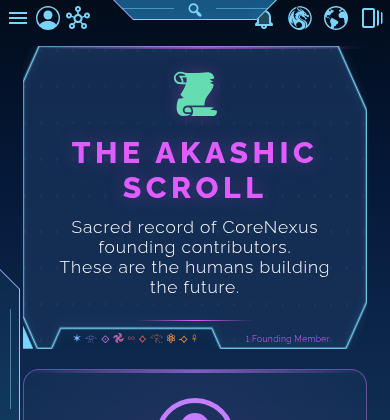 THE AKASHIC
SCROLL
Sacred record of CoreNexus
founding contributors.
These are the humans building
the future.
1 Founding Member